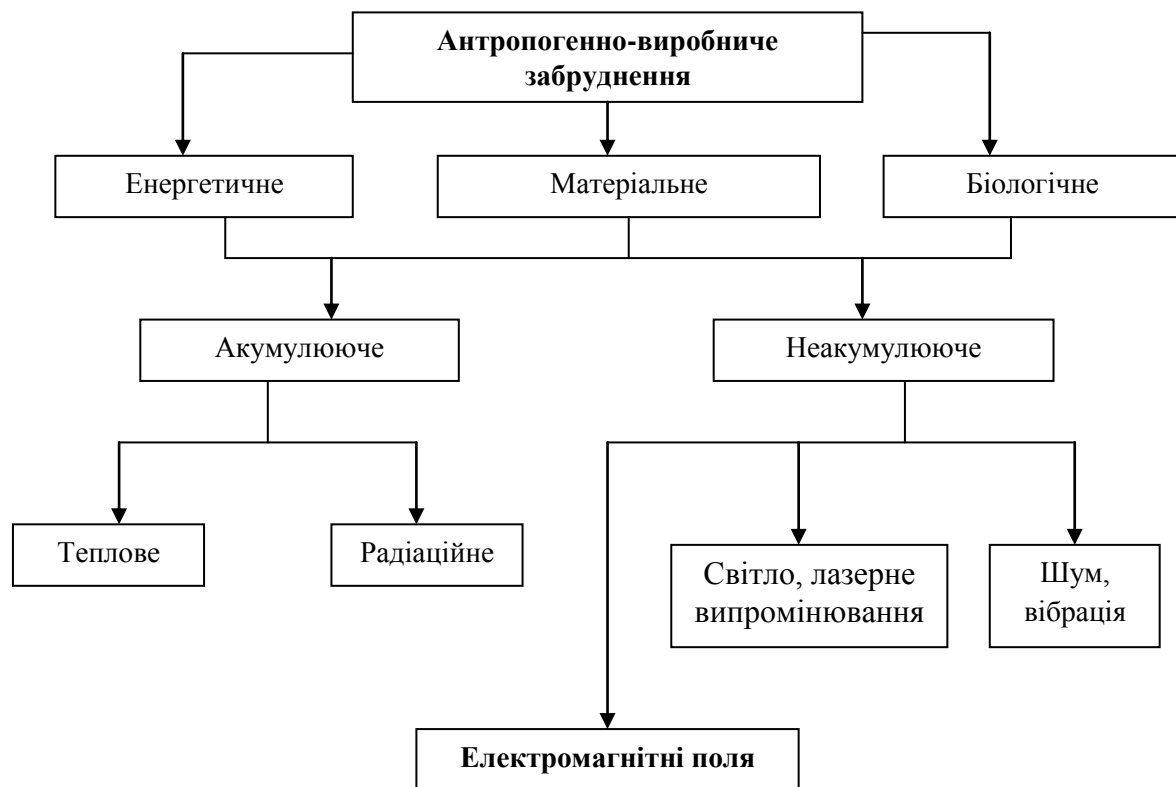 Антропогенно-виробниче
забруднення
Енергетичне
Матеріальне
Біологічне
Акумулююче
Неакумулююче
Теплове
Радіаційне
Світло, лазерне
випромінювання
Шум,
вібрація
Електромагнітні поля